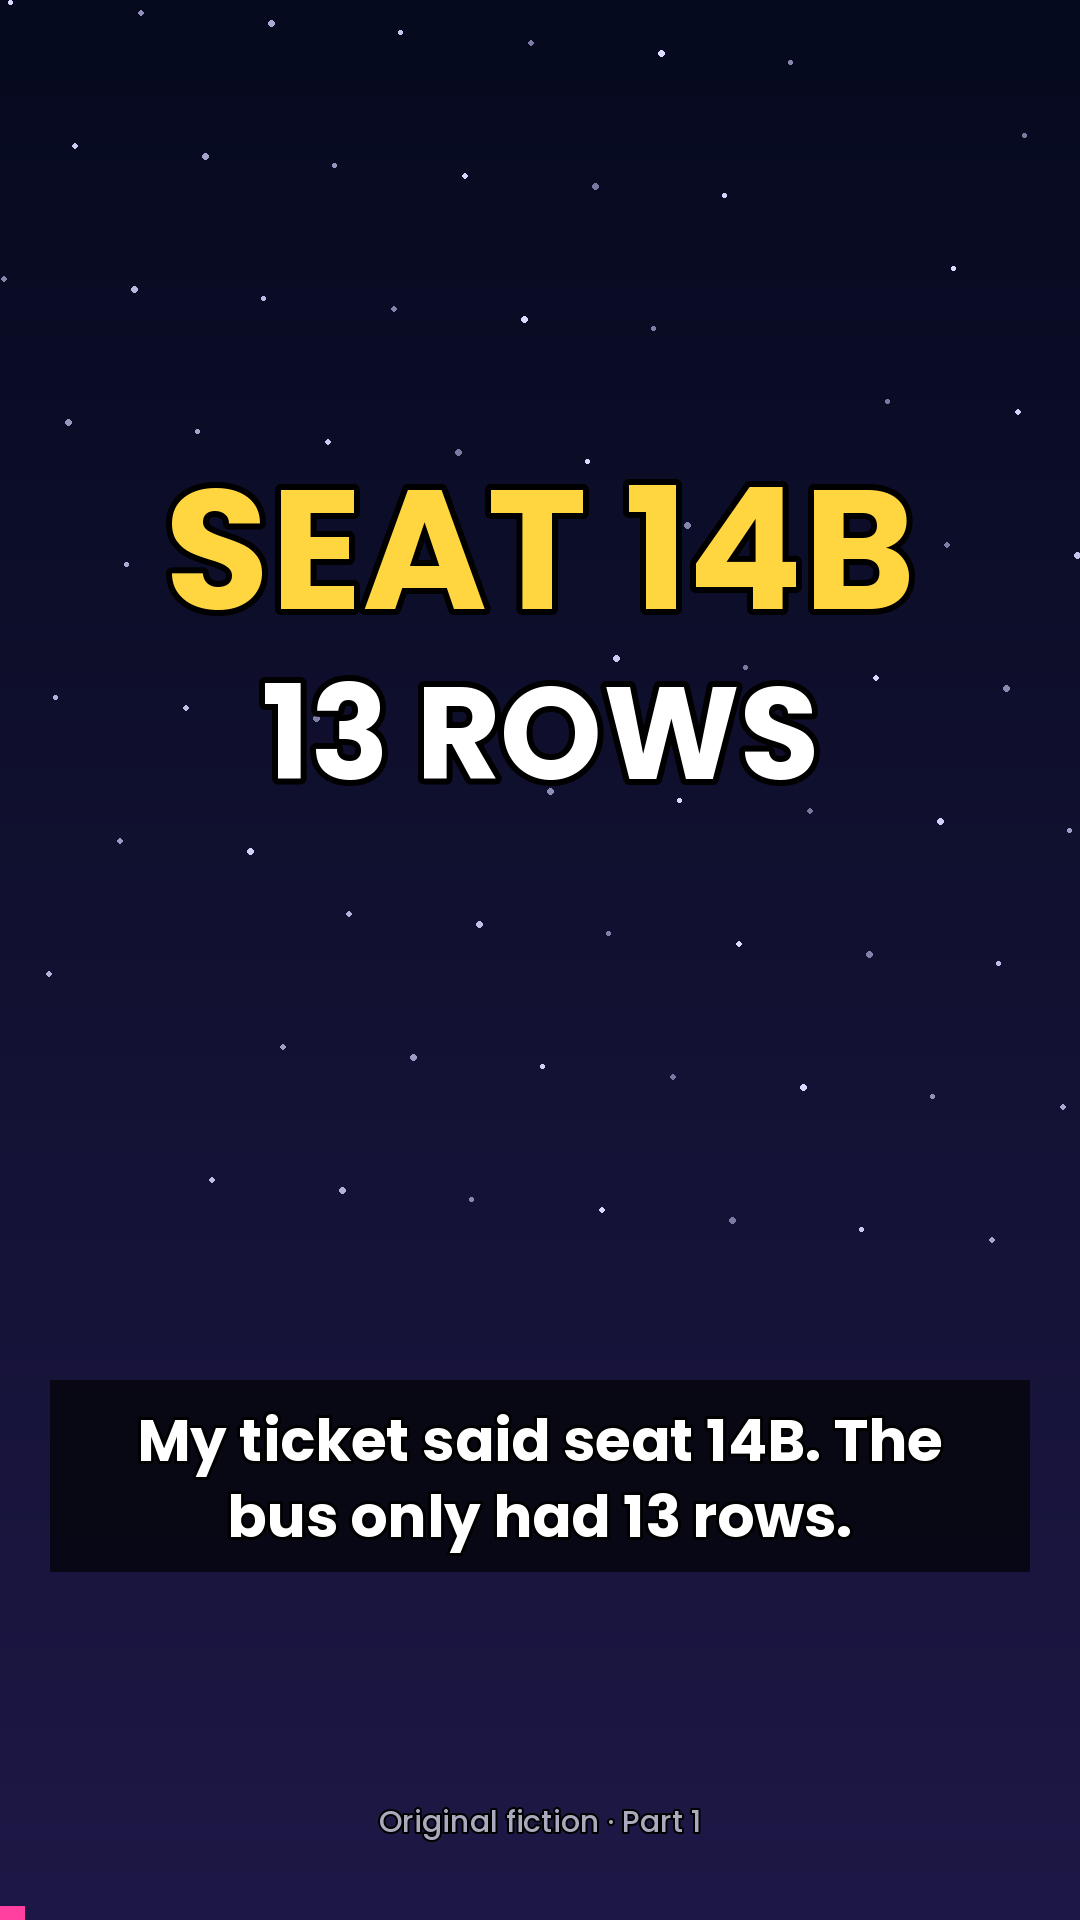 SEAT 14B
13 ROWS
My ticket said seat 14B. The
bus only had 13 rows.
Original fiction · Part 1